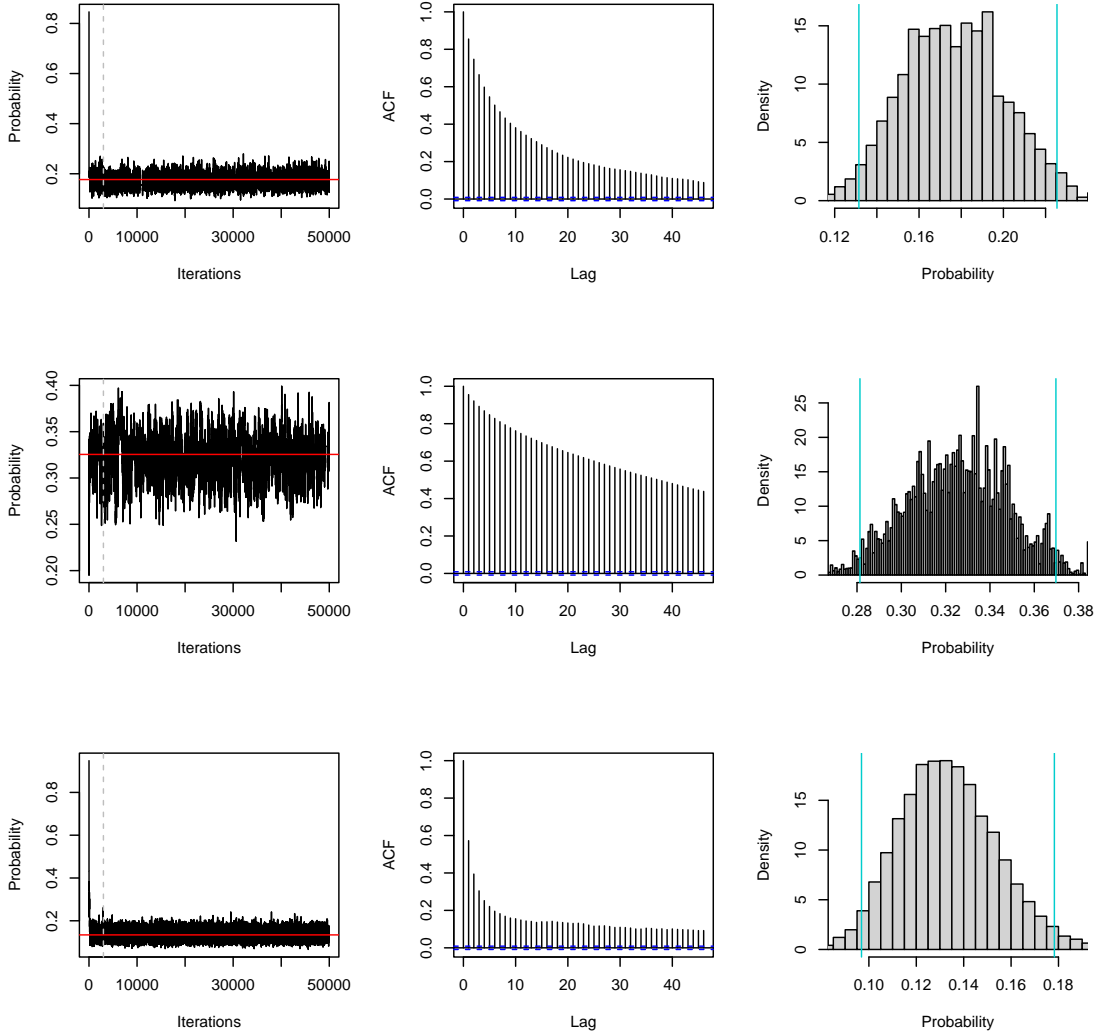 Probability
0.2 0.4 0.6 0.8
0 10000 30000 50000
Iterations
ACF
0.0 0.2 0.4 0.6 0.8 1.0
0 10 20 30 40
Lag
Density
0 5 10 15
0.12 0.16 0.20
Probability
Probability
0.20 0.25 0.30 0.35 0.40
0 10000 30000 50000
Iterations
ACF
0.0 0.2 0.4 0.6 0.8 1.0
0 10 20 30 40
Lag
Density
0 5 10 15 20 25
0.28 0.30 0.32 0.34 0.36 0.38
Probability
Probability
0.2 0.4 0.6 0.8
0 10000 30000 50000
Iterations
ACF
0.0 0.2 0.4 0.6 0.8 1.0
0 10 20 30 40
Lag
Density
0 5 10 15
0.10 0.12 0.14 0.16 0.18
Probability